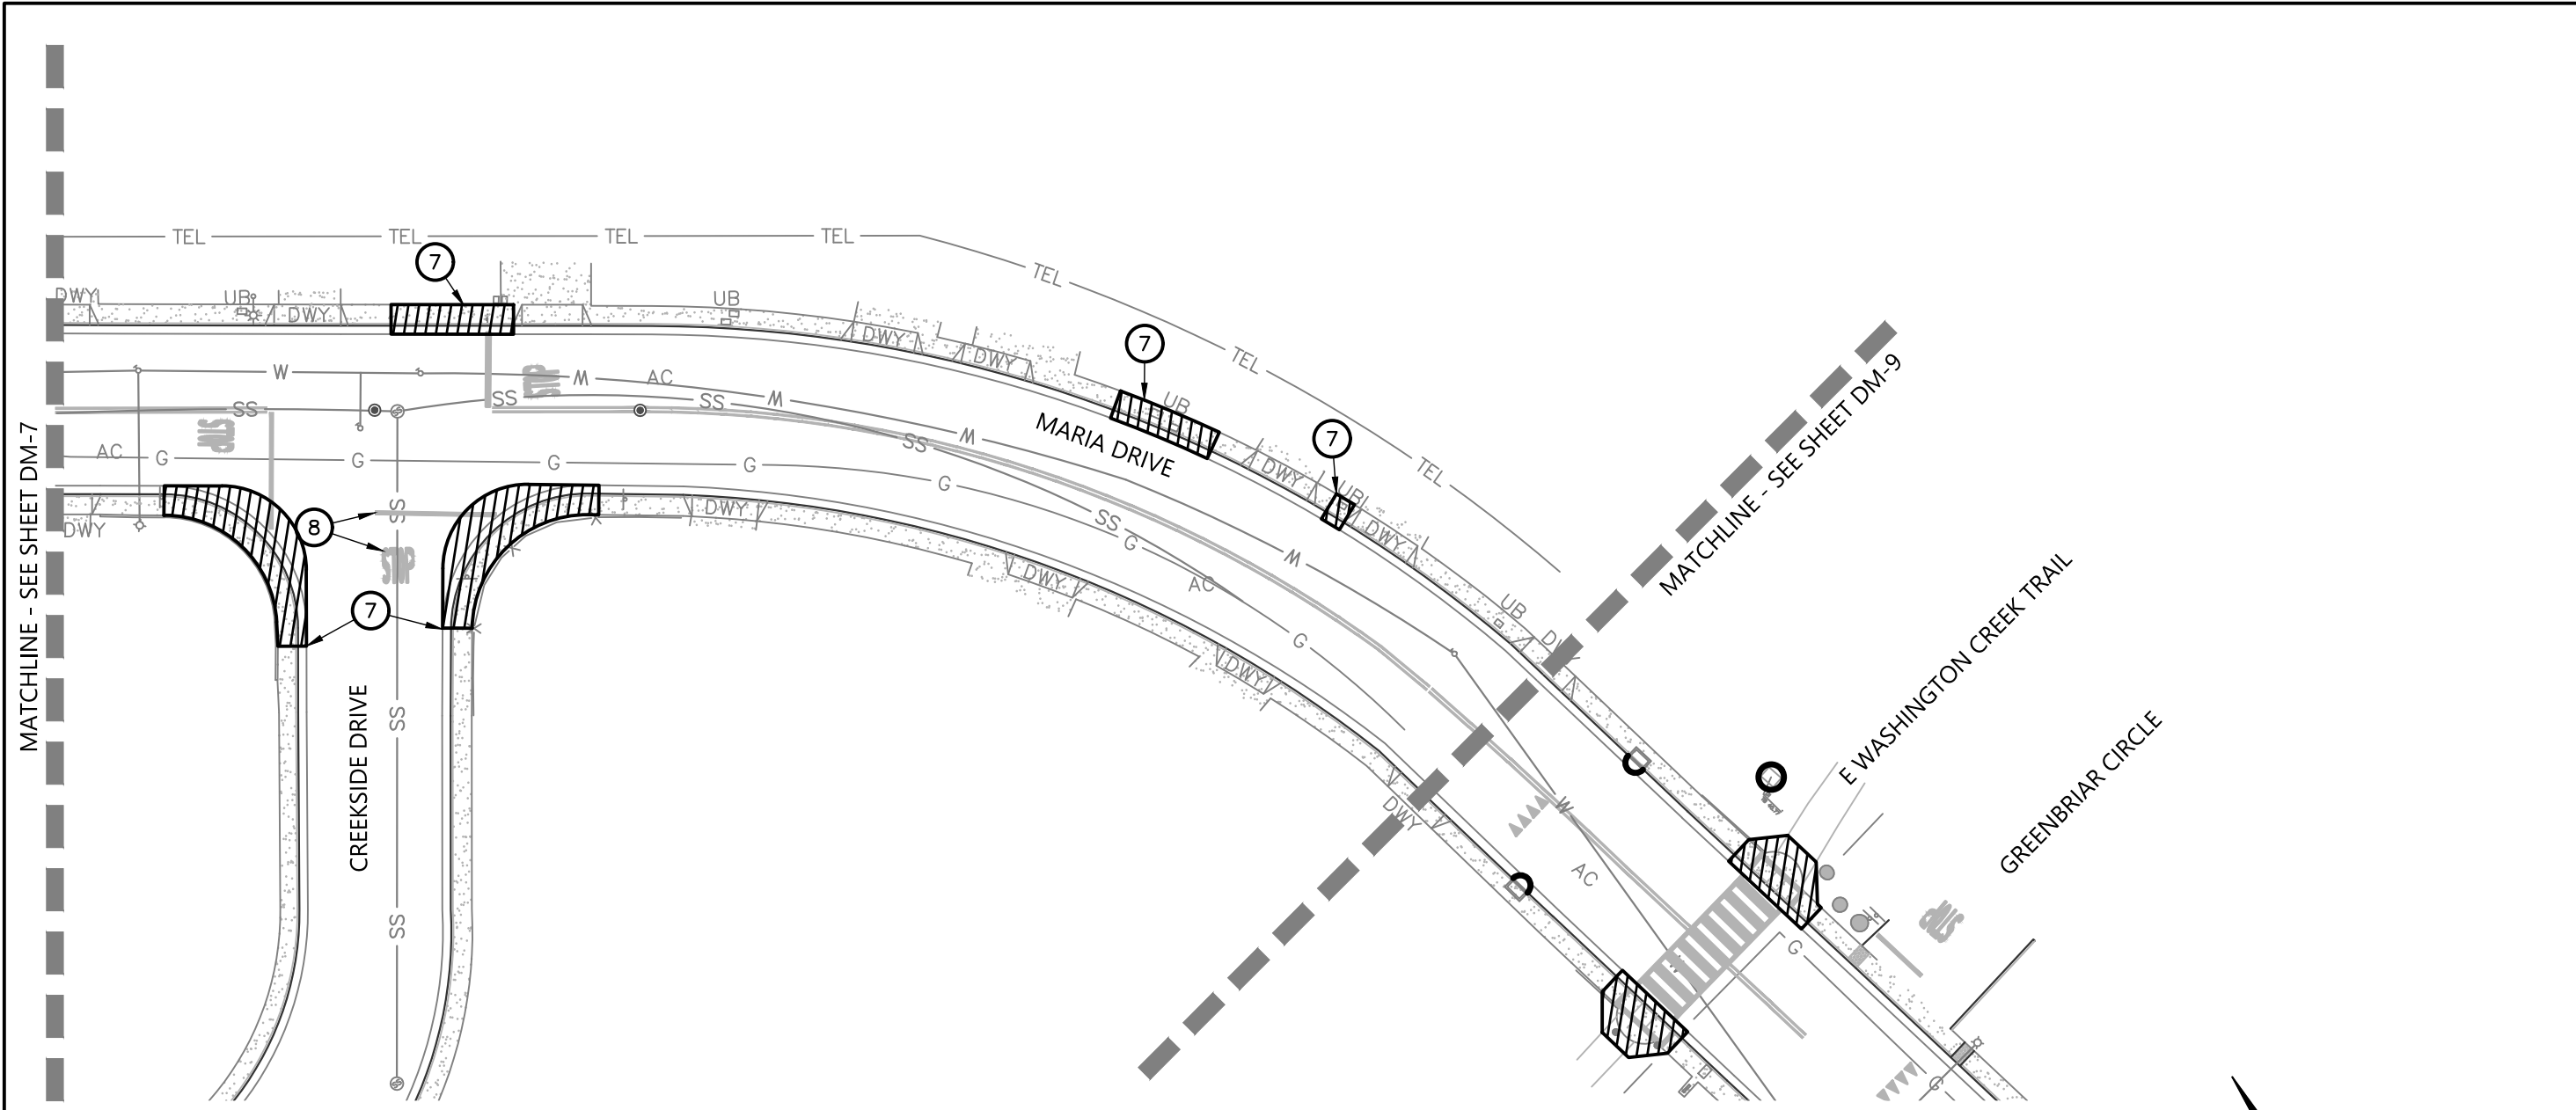 TEL TEL TEL TEL
7
TEL
DWY UB DWY UB
7
DWY DWY
TEL
UB
W W AC W
STOP
SS SS SS
W
MARIA DRIVE
7
TEL
DWY
UB
DWY
MATCHLINE - SEE SHEET DM-9
STOP
AC G G G G
SS
G
DWY
SS
8
STOP
DWY
SS
G
W
AC
DWY
7
UB
G
DWY
MATCHLINE - SEE SHEET DM-7
CREEKSIDE DRIVE
SS
SS
DWY
W
AC
E WASHINGTON CREEK TRAIL
GREENBRIAR CIRCLE
STOP
G
G